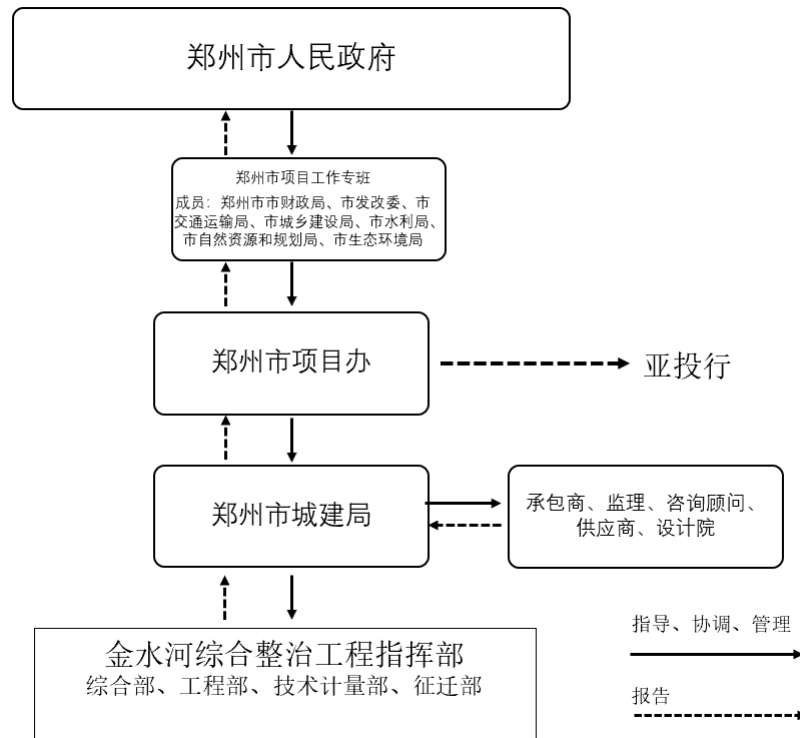 郑州市人民政府
郑州市项目工作专班
成员：郑州市市财政局、市发改委、市
交通运输局、市城乡建设局、市水利局、
市自然资源和规划局、市生态环境局
郑州市项目办
亚投行
郑州市城建局
承包商、监理、咨询顾问、
供应商、设计院
金水河综合整治工程指挥部
综合部、工程部、技术计量部、征迁部
指导、协调、管理
报告